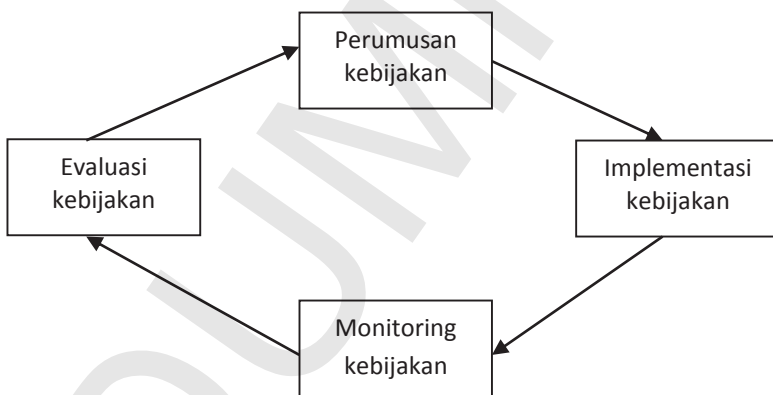 Perumusan
kebijakan
Evaluasi
kebijakan
Implementasi
kebijakan
Monitoring
kebijakan